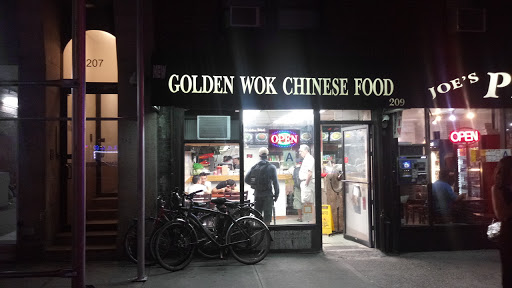 207
GOLDEN WOK CHINESE FOOD
209
JOE'S P
OPEN
OPEN
A